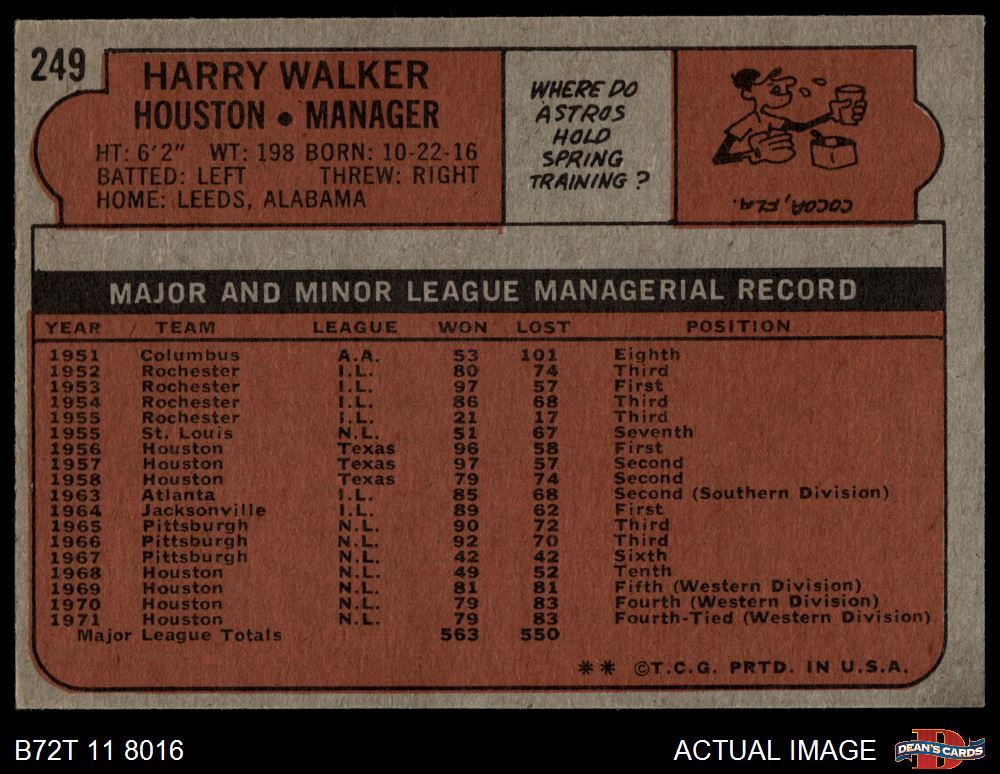 249
HARRY WALKER
HOUSTON • MANAGER
HT: 6'2" WT: 198 BORN: 10-22-16
BATTED: LEFT THREW: RIGHT
HOME: LEEDS, ALABAMA
WHERE DO
ASTROS
HOLD
SPRING
TRAINING?
COCOA, FLA.
MAJOR AND MINOR LEAGUE MANAGERIAL RECORD
YEAR TEAM LEAGUE WON LOST POSITION
1951 Columbus A.A. 53 101 Eighth
1952 Rochester I.L. 80 74 Third
1953 Rochester I.L. 97 57 First
1954 Rochester I.L. 86 68 Third
1955 Rochester I.L. 21 17 Third
1955 St. Louis N.L. 51 67 Seventh
1956 Houston Texas 96 58 First
1957 Houston Texas 97 57 Second
1958 Houston Texas 79 74 Second
1963 Atlanta I.L. 85 68 Second (Southern Division)
1964 Jacksonville I.L. 89 62 First
1965 Pittsburgh N.L. 90 72 Third
1966 Pittsburgh N.L. 92 70 Third
1967 Pittsburgh N.L. 42 42 Sixth
1968 Houston N.L. 49 52 Tenth
1969 Houston N.L. 81 81 Fifth (Western Division)
1970 Houston N.L. 79 83 Fourth (Western Division)
1971 Houston N.L. 79 83 Fourth-Tied (Western Division)
Major League Totals 563 550
** ©T.C.G. PRTD. IN U.S.A.
B72T 11 8016 ACTUAL IMAGE DEAN'S CARDS